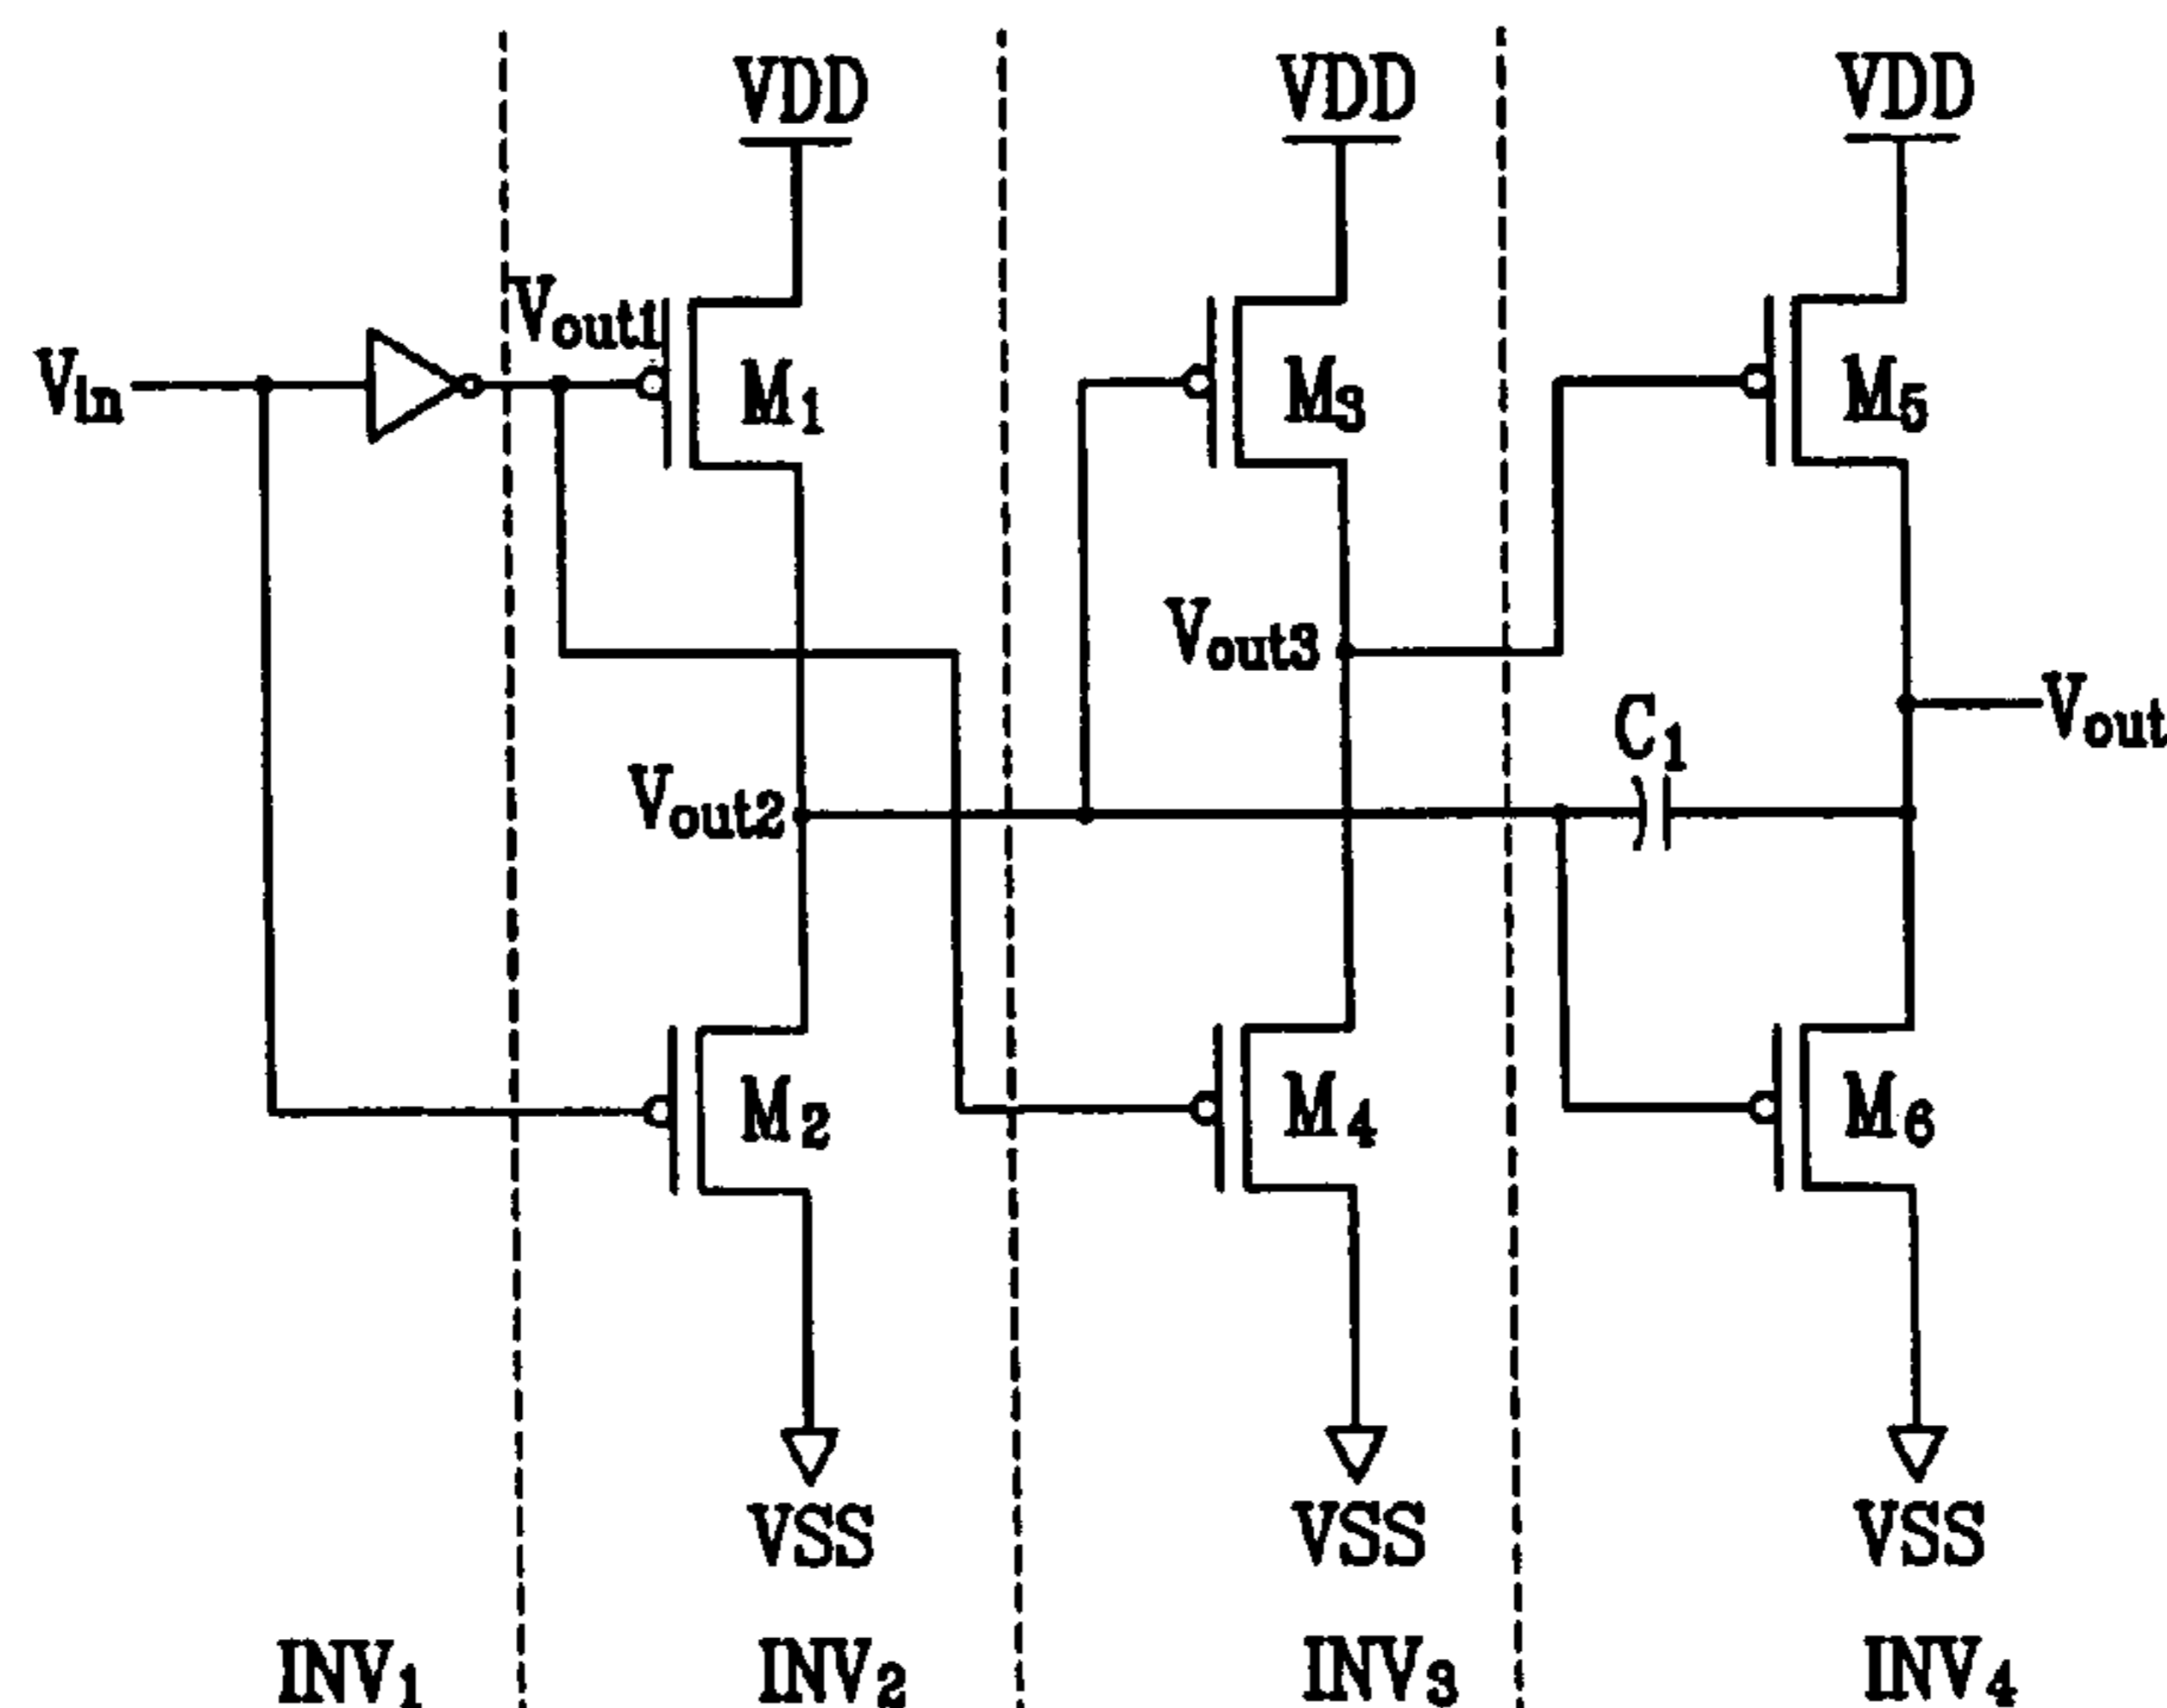 VDD
VDD
VDD
Vout1
Vin
M1
M3
M5
Vout3
Vout
C1
Vout2
M2
M4
M6
VSS
VSS
VSS
INV1
INV2
INV3
INV4